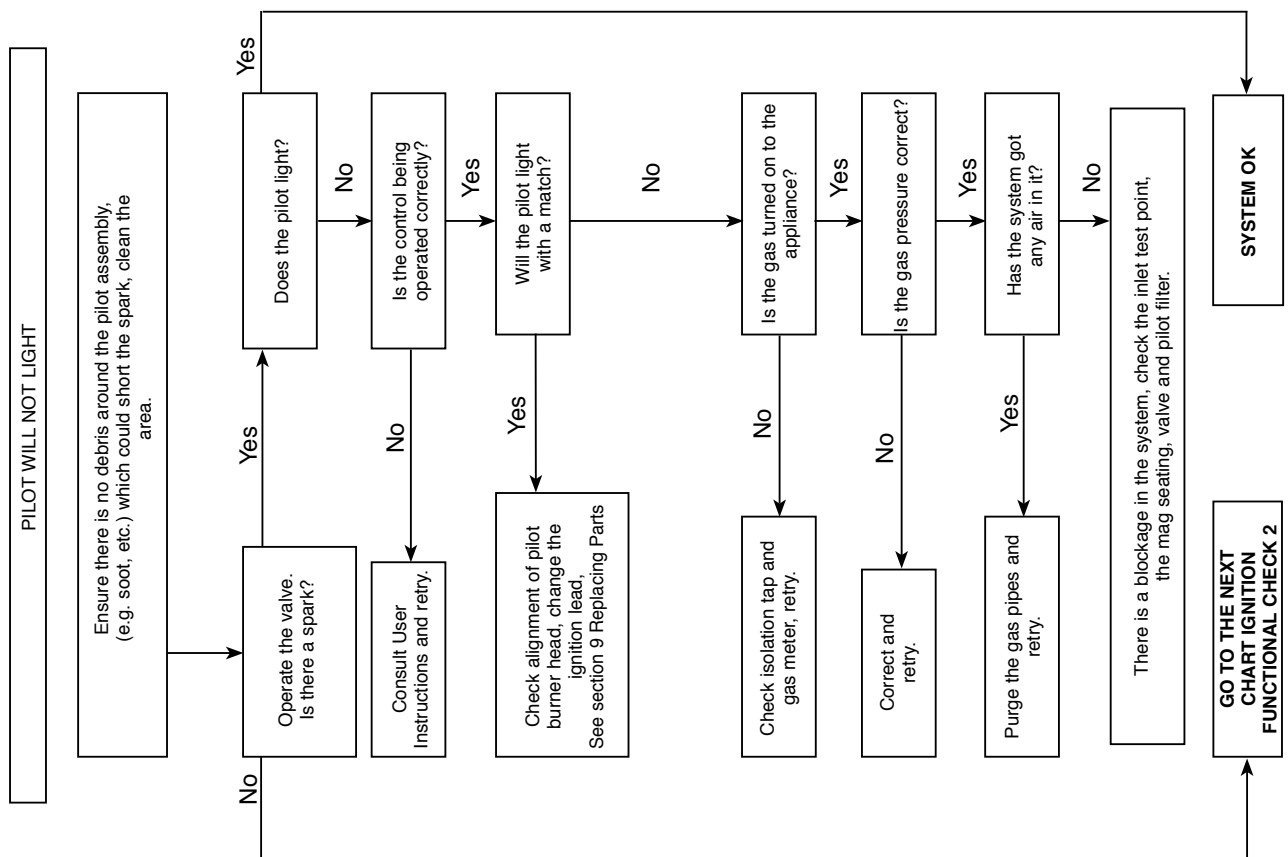 PILOT WILL NOT LIGHT
Ensure there is no debris around the pilot assembly,
(e.g. soot, etc.) which could short the spark, clean the
area.
No
Operate the valve.
Is there a spark?
Yes
Does the pilot light?
Yes
No
Consult User
Instructions and retry.
No
Is the control being
operated correctly?
Yes
Check alignment of pilot
burner head, change the
ignition lead,
See section 9 Replacing Parts
Yes
Will the pilot light
with a match?
No
Check isolation tap and
gas meter, retry.
No
Is the gas turned on to the
appliance?
Yes
Correct and
retry.
No
Is the gas pressure correct?
Yes
Purge the gas pipes and
retry.
Yes
Has the system got
any air in it?
No
There is a blockage in the system, check the inlet test point,
the mag seating, valve and pilot filter.
GO TO THE NEXT
CHART IGNITION
FUNCTIONAL CHECK 2
SYSTEM OK